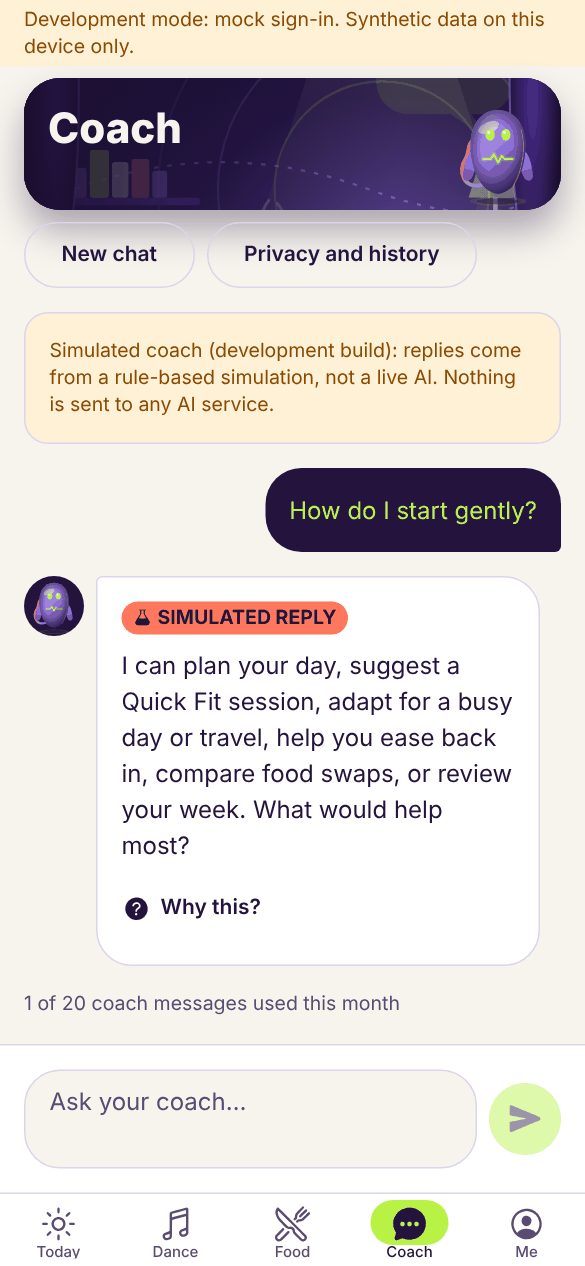 Development mode: mock sign-in. Synthetic data on this
device only.
Coach
New chat
Privacy and history
Simulated coach (development build): replies come
from a rule-based simulation, not a live AI. Nothing
is sent to any AI service.
How do I start gently?
SIMULATED REPLY
I can plan your day, suggest a
Quick Fit session, adapt for a busy
day or travel, help you ease back
in, compare food swaps, or review
your week. What would help
most?
Why this?
1 of 20 coach messages used this month
Ask your coach...
Today
Dance
Food
Coach
Me